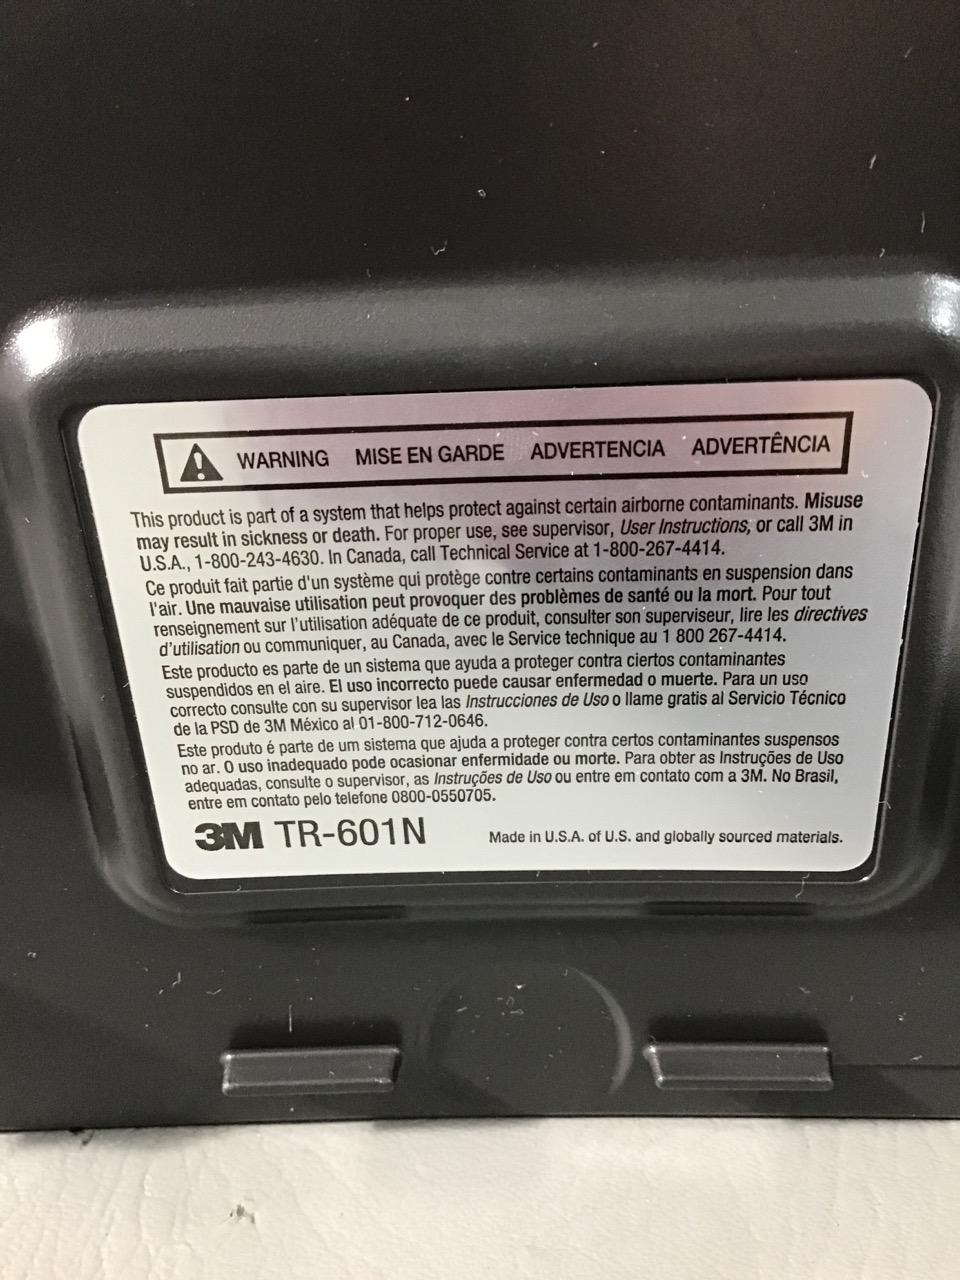 WARNING MISE EN GARDE ADVERTENCIA ADVERTÊNCIA
This product is part of a system that helps protect against certain airborne contaminants. Misuse
may result in sickness or death. For proper use, see supervisor, User Instructions, or call 3M in
U.S.A., 1-800-243-4630. In Canada, call Technical Service at 1-800-267-4414.
Ce produit fait partie d'un système qui protège contre certains contaminants en suspension dans
l'air. Une mauvaise utilisation peut provoquer des problèmes de santé ou la mort. Pour tout
renseignement sur l'utilisation adéquate de ce produit, consulter son superviseur, lire les directives
d'utilisation ou communiquer, au Canada, avec le Service technique au 1 800 267-4414.
Este producto es parte de un sistema que ayuda a proteger contra ciertos contaminantes
suspendidos en el aire. El uso incorrecto puede causar enfermedad o muerte. Para un uso
correcto consulte con su supervisor lea las Instrucciones de Uso o llame gratis al Servicio Técnico
de la PSD de 3M México al 01-800-712-0646.
Este produto é parte de um sistema que ajuda a proteger contra certos contaminantes suspensos
no ar. O uso inadequado pode ocasionar enfermidade ou morte. Para obter as Instruções de Uso
adequadas, consulte o supervisor, as Instruções de Uso ou entre em contato com a 3M. No Brasil,
entre em contato pelo telefone 0800-0550705.
3M TR-601N Made in U.S.A. of U.S. and globally sourced materials.